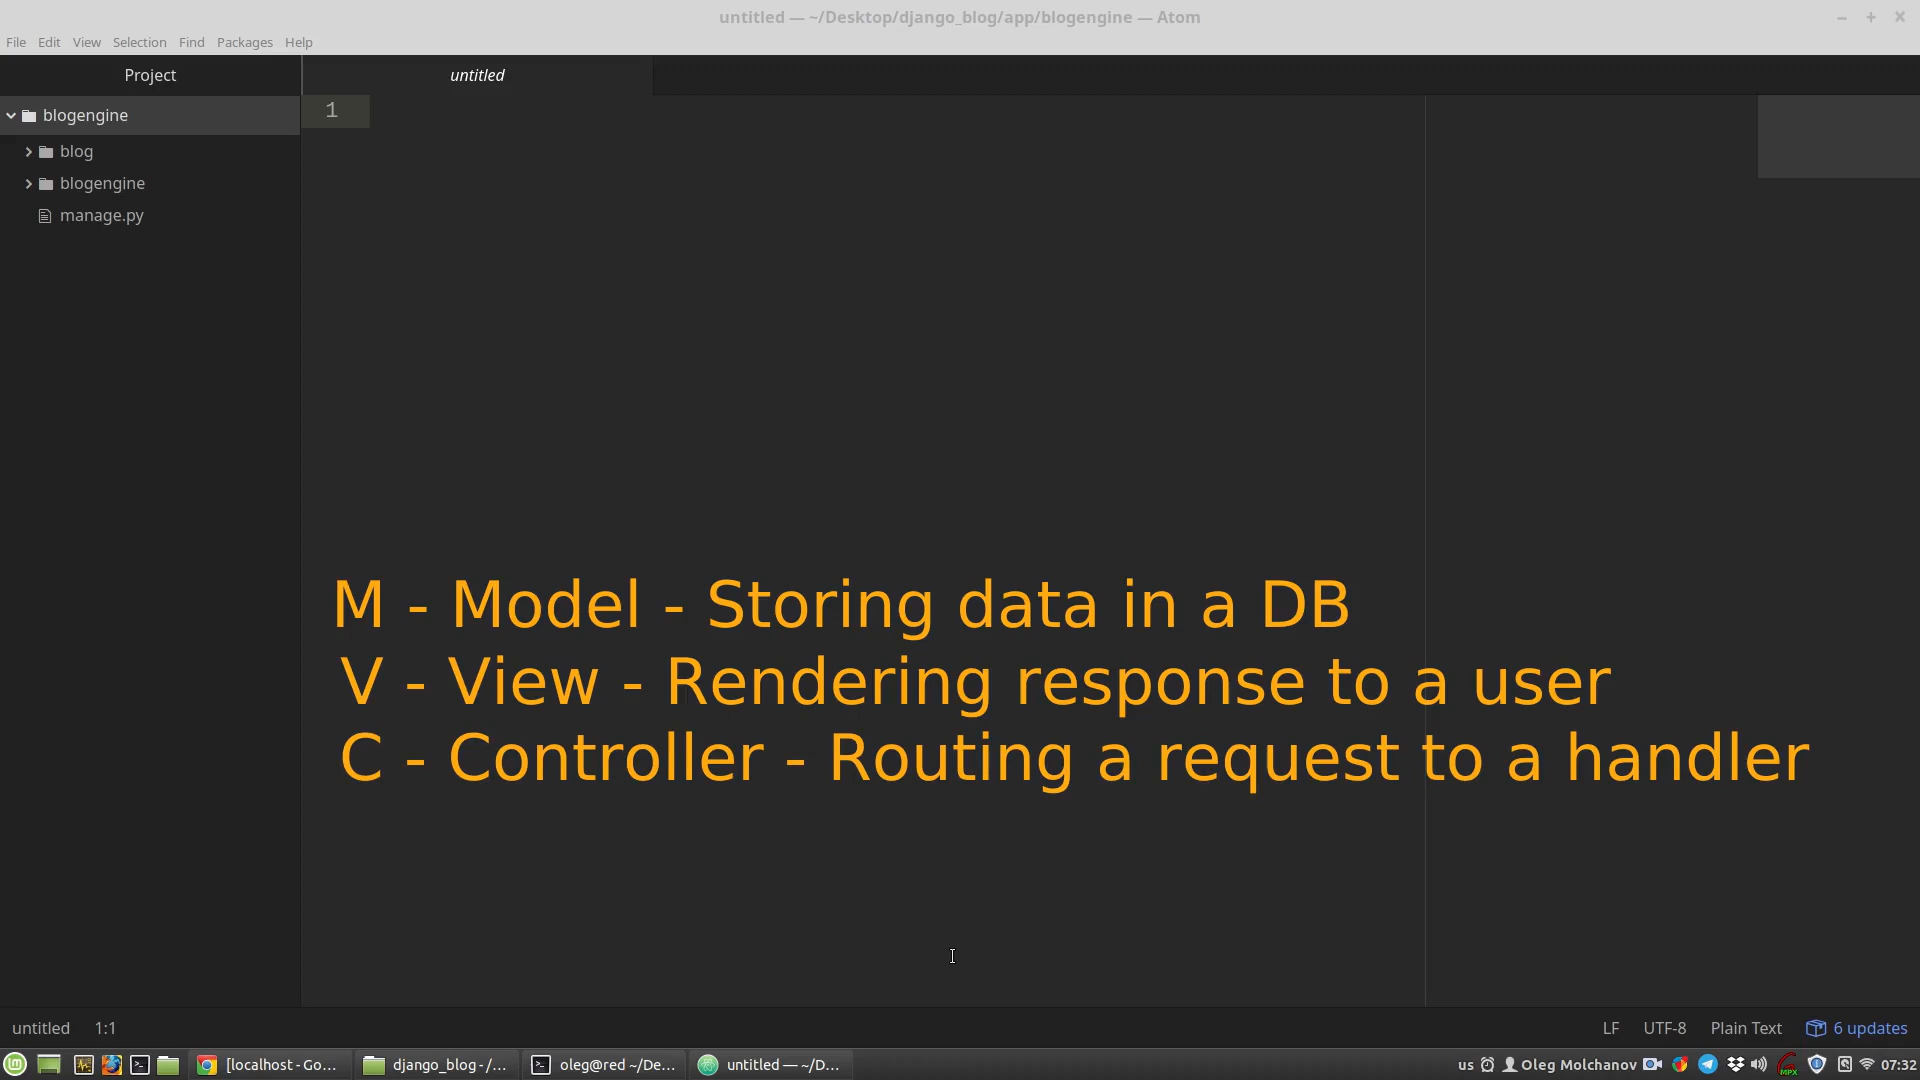 untitled — ~/Desktop/django_blog/app/blogengine — Atom
File Edit View Selection Find Packages Help
Project
untitled
blogengine
1
blog
blogengine
manage.py
M - Model - Storing data in a DB
V - View - Rendering response to a user
C - Controller - Routing a request to a handler
untitled 1:1
LF UTF-8 Plain Text 6 updates
[localhost - Go... django_blog - /... oleg@red ~/De... untitled — ~/D... us Oleg Molchanov MPX 07:32